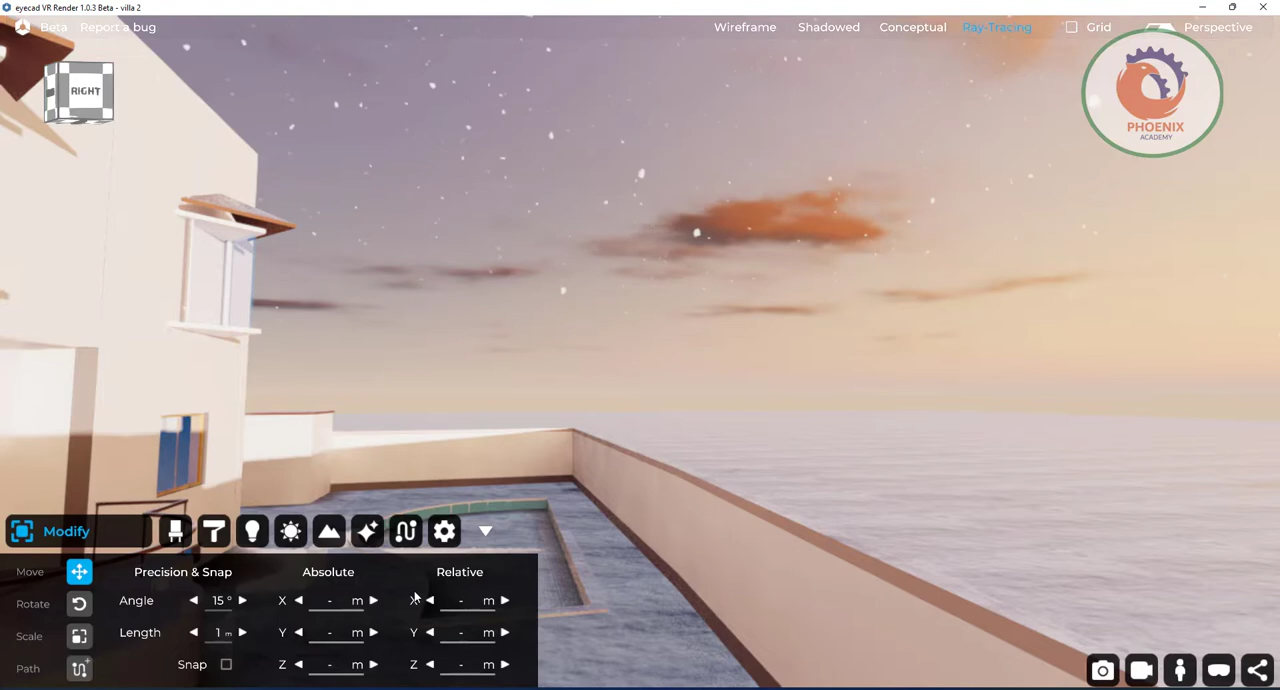 eyecad VR Render 1.0.3 Beta - villa 2
Beta Report a bug
Wireframe Shadowed Conceptual Ray-Tracing Grid Perspective
RIGHT
PHOENIX
ACADEMY
Modify
Move Precision & Snap Absolute Relative
Rotate Angle 15 ° X - m X - m
Scale Length 1 m Y - m Y - m
Path Snap Z - m Z - m